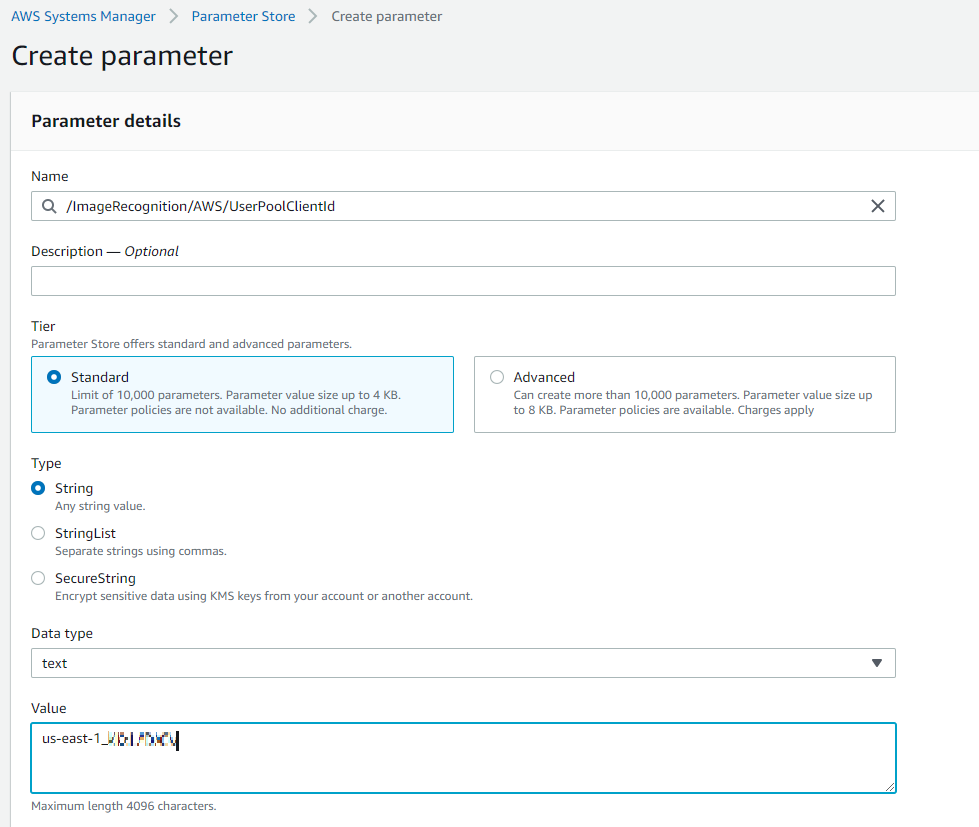 AWS Systems Manager > Parameter Store > Create parameter
Create parameter
Parameter details
Name
/ImageRecognition/AWS/UserPoolClientId
Description — Optional
Tier
Parameter Store offers standard and advanced parameters.
Standard
Limit of 10,000 parameters. Parameter value size up to 4 KB.
Parameter policies are not available. No additional charge.
Advanced
Can create more than 10,000 parameters. Parameter value size up
to 8 KB. Parameter policies are available. Charges apply
Type
String
Any string value.
StringList
Separate strings using commas.
SecureString
Encrypt sensitive data using KMS keys from your account or another account.
Data type
text
Value
us-east-1_
Maximum length 4096 characters.